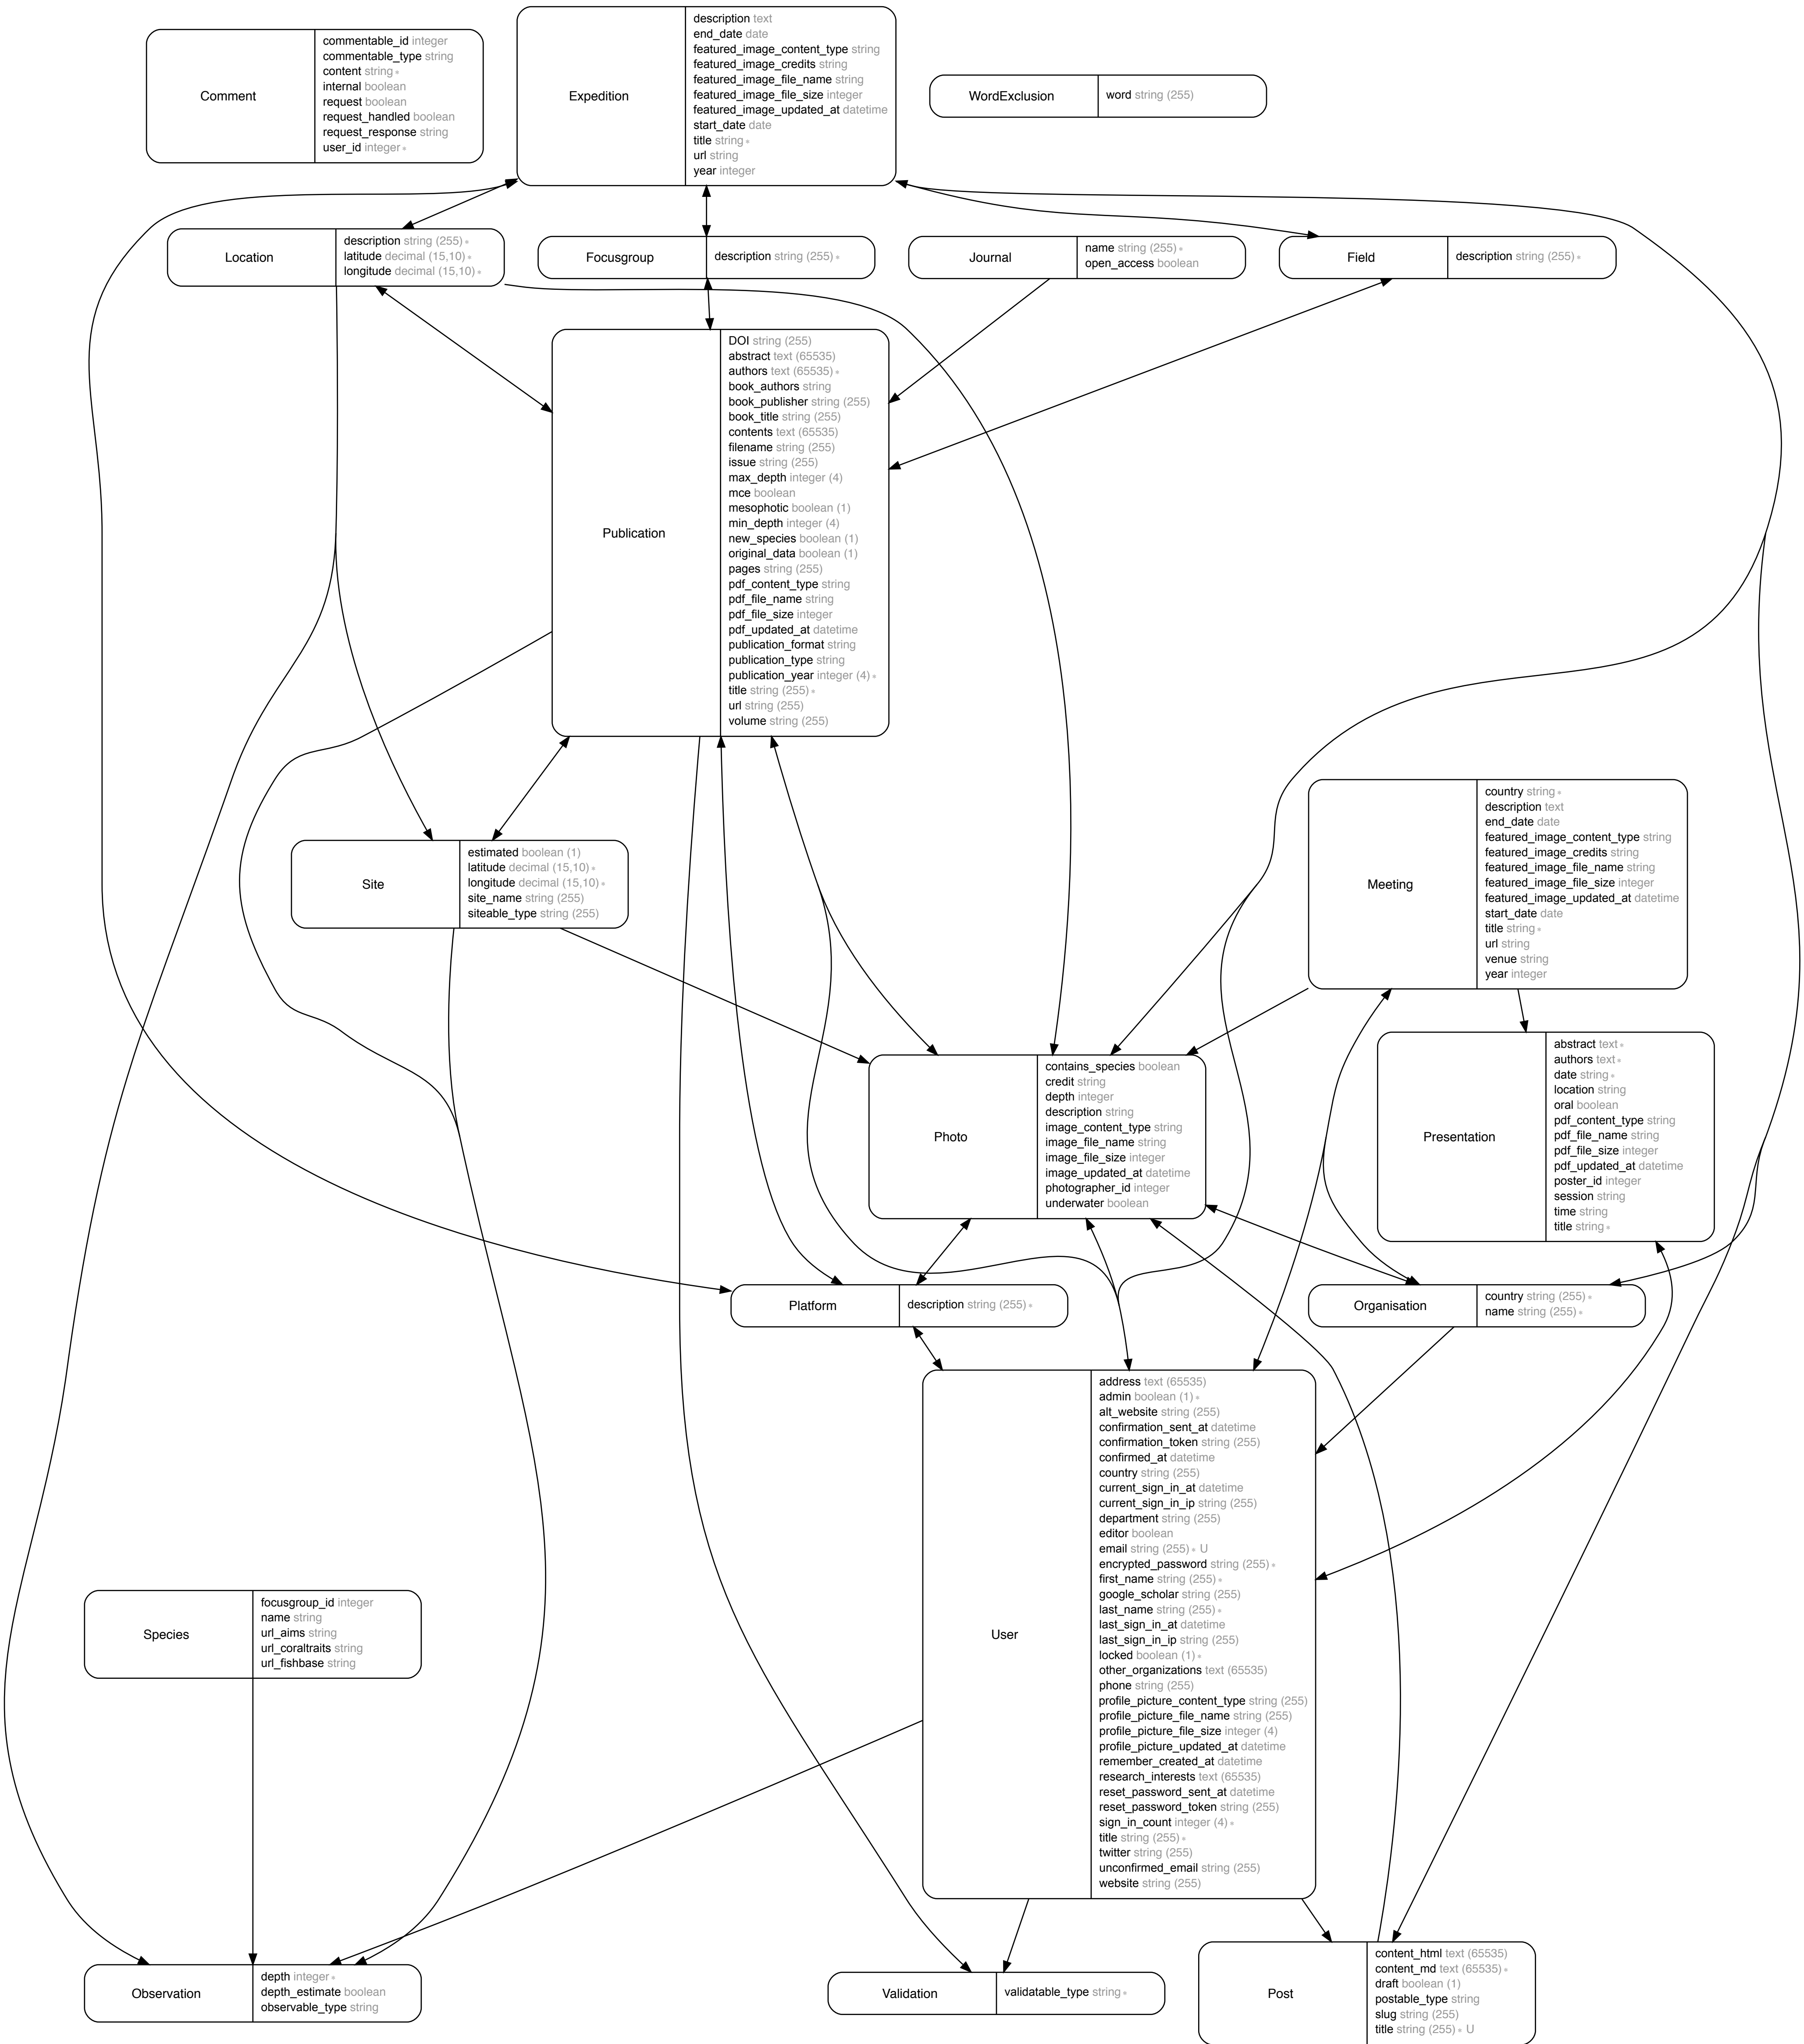 Comment
commentable_id integer
commentable_type string
content string *
internal boolean
request boolean
request_handled boolean
request_response string
user_id integer *
Expedition
description text
end_date date
featured_image_content_type string
featured_image_credits string
featured_image_file_name string
featured_image_file_size integer
featured_image_updated_at datetime
start_date date
title string *
url string
year integer
WordExclusion
word string (255)
Location
description string (255) *
latitude decimal (15,10) *
longitude decimal (15,10) *
Focusgroup
description string (255) *
Journal
name string (255) *
open_access boolean
Field
description string (255) *
Publication
DOI string (255)
abstract text (65535)
authors text (65535) *
book_authors string
book_publisher string (255)
book_title string (255)
contents text (65535)
filename string (255)
issue string (255)
max_depth integer (4)
mce boolean
mesophotic boolean (1)
min_depth integer (4)
new_species boolean (1)
original_data boolean (1)
pages string (255)
pdf_content_type string
pdf_file_name string
pdf_file_size integer
pdf_updated_at datetime
publication_format string
publication_type string
publication_year integer (4) *
title string (255) *
url string (255)
volume string (255)
Site
estimated boolean (1)
latitude decimal (15,10) *
longitude decimal (15,10) *
site_name string (255)
siteable_type string (255)
Meeting
country string *
description text
end_date date
featured_image_content_type string
featured_image_credits string
featured_image_file_name string
featured_image_file_size integer
featured_image_updated_at datetime
start_date date
title string *
url string
venue string
year integer
Photo
contains_species boolean
credit string
depth integer
description string
image_content_type string
image_file_name string
image_file_size integer
image_updated_at datetime
photographer_id integer
underwater boolean
Presentation
abstract text *
authors text *
date string *
location string
oral boolean
pdf_content_type string
pdf_file_name string
pdf_file_size integer
pdf_updated_at datetime
poster_id integer
session string
time string
title string *
Platform
description string (255) *
Organisation
country string (255) *
name string (255) *
User
address text (65535)
admin boolean (1) *
alt_website string (255)
confirmation_sent_at datetime
confirmation_token string (255)
confirmed_at datetime
country string (255)
current_sign_in_at datetime
current_sign_in_ip string (255)
department string (255)
editor boolean
email string (255) * U
encrypted_password string (255) *
first_name string (255) *
google_scholar string (255)
last_name string (255) *
last_sign_in_at datetime
last_sign_in_ip string (255)
locked boolean (1) *
other_organizations text (65535)
phone string (255)
profile_picture_content_type string (255)
profile_picture_file_name string (255)
profile_picture_file_size integer (4)
profile_picture_updated_at datetime
remember_created_at datetime
research_interests text (65535)
reset_password_sent_at datetime
reset_password_token string (255)
sign_in_count integer (4) *
title string (255) *
twitter string (255)
unconfirmed_email string (255)
website string (255)
Species
focusgroup_id integer
name string
url_aims string
url_coraltraits string
url_fishbase string
Observation
depth integer *
depth_estimate boolean
observable_type string
Validation
validatable_type string *
Post
content_html text (65535)
content_md text (65535) *
draft boolean (1)
postable_type string
slug string (255)
title string (255) * U